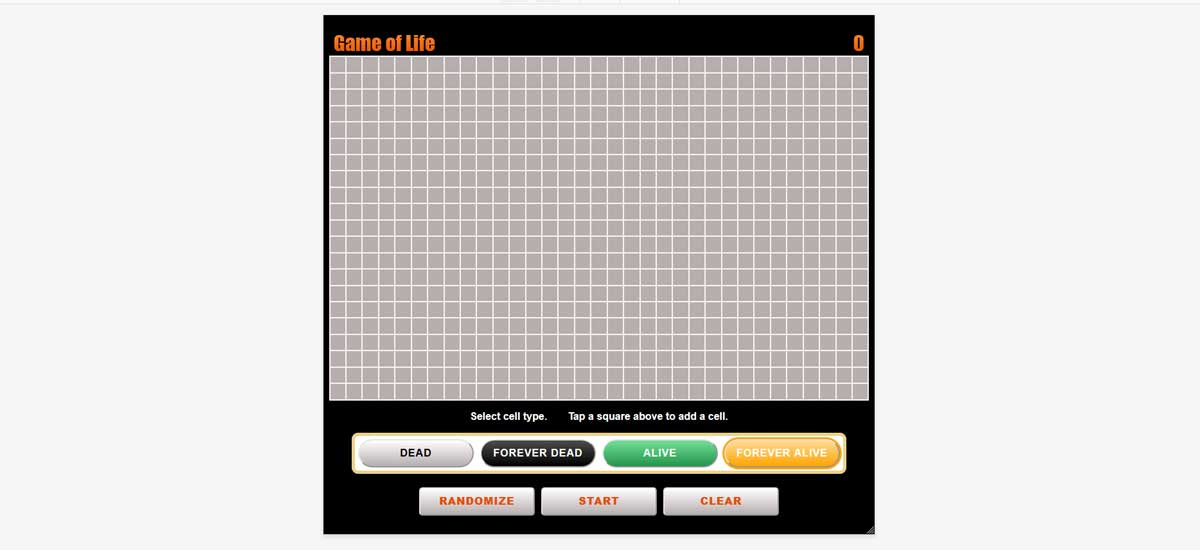 Game of Life 0
Select cell type. Tap a square above to add a cell.
DEAD FOREVER DEAD ALIVE FOREVER ALIVE
RANDOMIZE START CLEAR